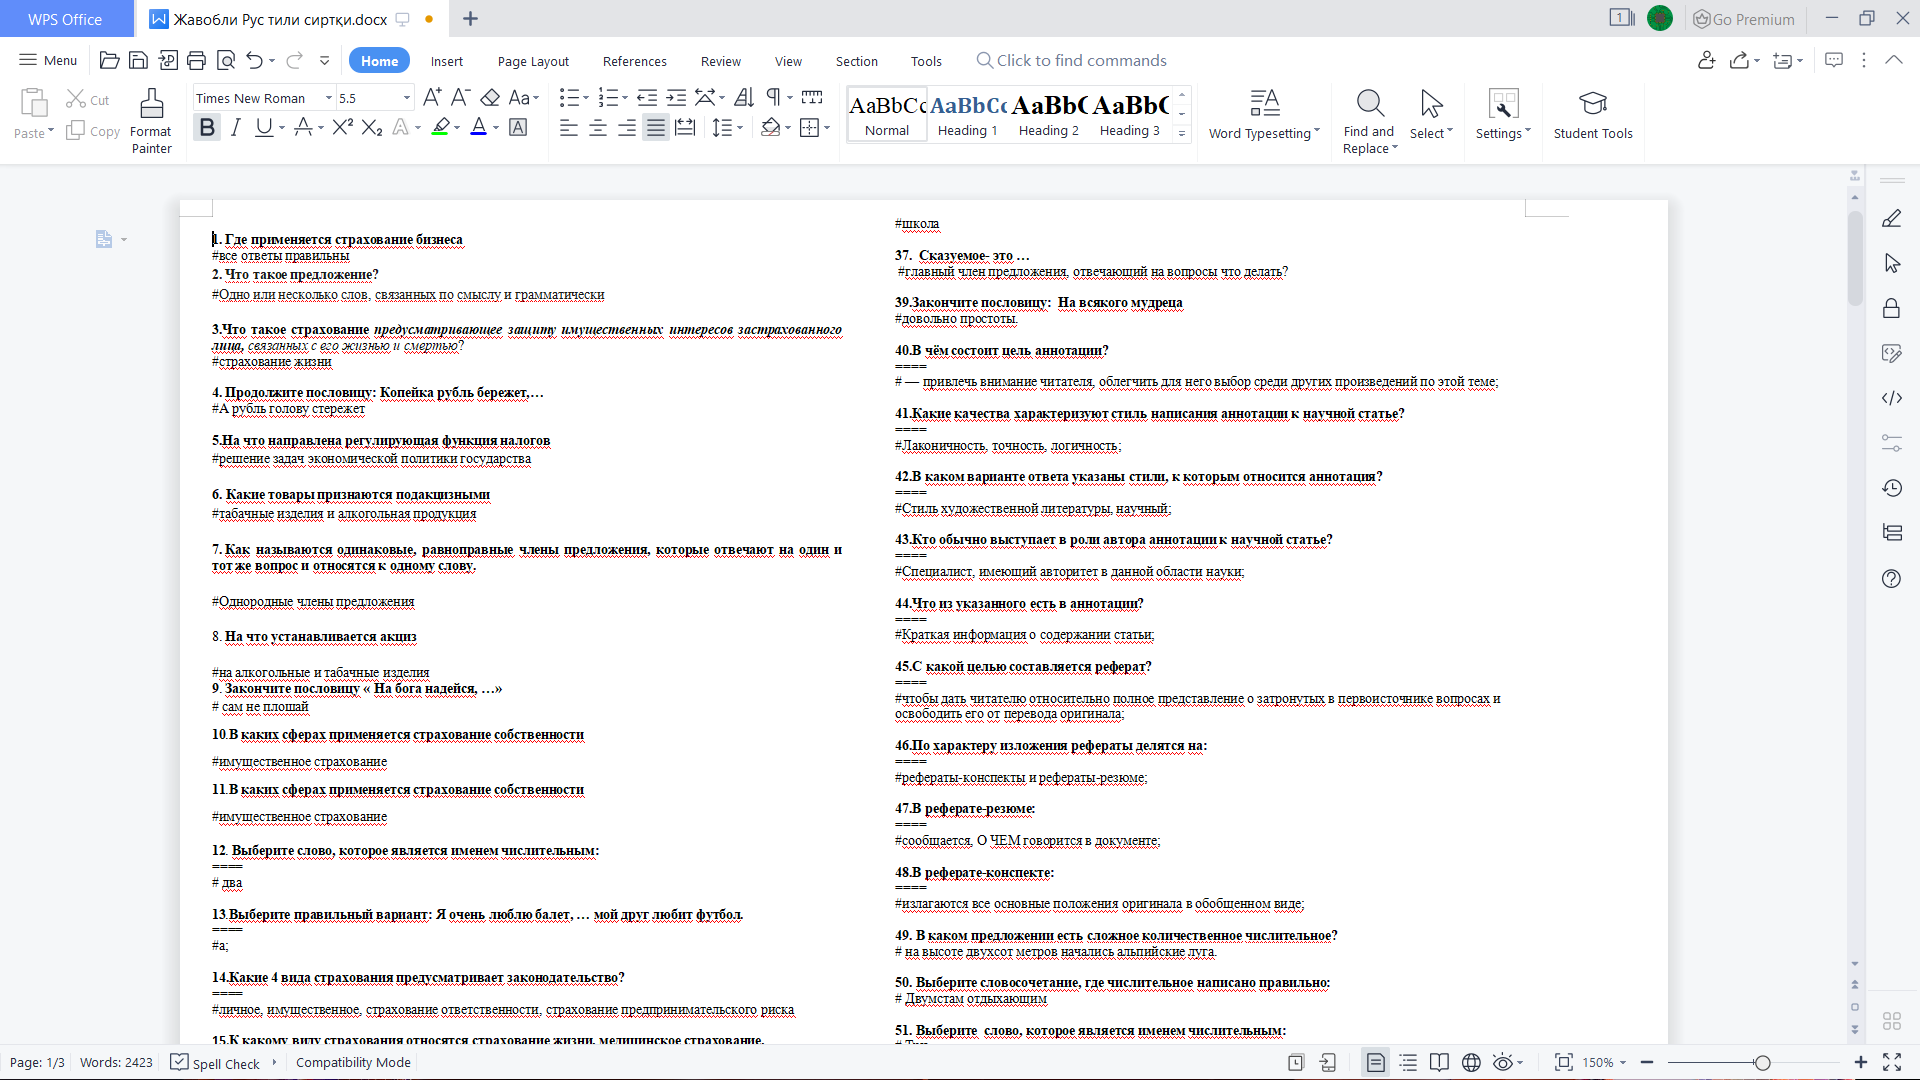 WPS Office
Жавобли Рус тили сиртқи.docx
Go Premium
Menu
Home
Insert
Page Layout
References
Review
View
Section
Tools
Click to find commands
Paste
Cut
Copy
Format Painter
Times New Roman
5.5
AaBbCc Normal
AaBbCc Heading 1
AaBbC Heading 2
AaBbC Heading 3
Word Typesetting
Find and Replace
Select
Settings
Student Tools
1. Где применяется страхование бизнеса
#все ответы правильны
2. Что такое предложение?
#Одно или несколько слов, связанных по смыслу и грамматически
3.Что такое страхование предусматривающее защиту имущественных интересов застрахованного
лица, связанных с его жизнью и смертью?
#страхование жизни
4. Продолжите пословицу: Копейка рубль бережет,…
#А рубль голову стережет
5.На что направлена регулирующая функция налогов
#решение задач экономической политики государства
6. Какие товары признаются подакцизными
#табачные изделия и алкогольная продукция
7. Как называются одинаковые, равноправные члены предложения, которые отвечают на один и
тот же вопрос и относятся к одному слову.
#Однородные члены предложения
8. На что устанавливается акциз
#на алкогольные и табачные изделия
9. Закончите пословицу « На бога надейся, …»
# сам не плошай
10.В каких сферах применяется страхование собственности
#имущественное страхование
11.В каких сферах применяется страхование собственности
#имущественное страхование
12. Выберите слово, которое является именем числительным:
====
# два
13.Выберите правильный вариант: Я очень люблю балет, … мой друг любит футбол.
====
#а;
14.Какие 4 вида страхования предусматривает законодательство?
====
#личное, имущественное, страхование ответственности, страхование предпринимательского риска
15.К какому виду страхования относятся страхование жизни, медицинское страхование,
#школа
37. Сказуемое- это …
#главный член предложения, отвечающий на вопросы что делать?
39.Закончите пословицу: На всякого мудреца
#довольно простоты.
40.В чём состоит цель аннотации?
====
# — привлечь внимание читателя, облегчить для него выбор среди других произведений по этой теме;
41.Какие качества характеризуют стиль написания аннотации к научной статье?
====
#Лаконичность, точность, логичность;
42.В каком варианте ответа указаны стили, к которым относится аннотация?
====
#Стиль художественной литературы, научный;
43.Кто обычно выступает в роли автора аннотации к научной статье?
====
#Специалист, имеющий авторитет в данной области науки;
44.Что из указанного есть в аннотации?
====
#Краткая информация о содержании статьи;
45.С какой целью составляется реферат?
====
#чтобы дать читателю относительно полное представление о затронутых в первоисточнике вопросах и
освободить его от перевода оригинала;
46.По характеру изложения рефераты делятся на:
====
#рефераты-конспекты и рефераты-резюме;
47.В реферате-резюме:
====
#сообщается, О ЧЕМ говорится в документе;
48.В реферате-конспекте:
====
#излагаются все основные положения оригинала в обобщенном виде;
49. В каком предложении есть сложное количественное числительное?
# на высоте двухсот метров начались альпийские луга.
50. Выберите словосочетание, где числительное написано правильно:
# Двумстам отдыхающим
51. Выберите слово, которое является именем числительным:
Page: 1/3
Words: 2423
Spell Check
Compatibility Mode
150%